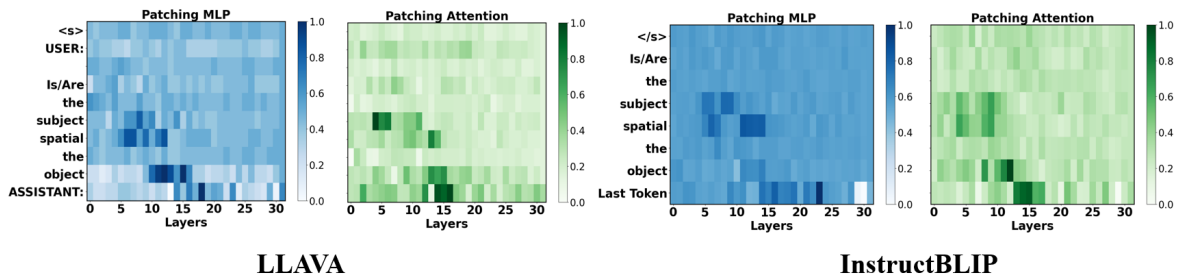 Patching MLP
Patching Attention
<s>
USER:
Is/Are
the
subject
spatial
the
object
ASSISTANT:
0 5 10 15 20 25 30
Layers
1.0
0.8
0.6
0.4
0.2
0.0
0 5 10 15 20 25 30
Layers
1.0
0.8
0.6
0.4
0.2
0.0
LLAVA
Patching MLP
Patching Attention
</s>
Is/Are
the
subject
spatial
the
object
Last Token
0 5 10 15 20 25 30
Layers
1.0
0.8
0.6
0.4
0.2
0.0
0 5 10 15 20 25 30
Layers
1.0
0.8
0.6
0.4
0.2
0.0
InstructBLIP